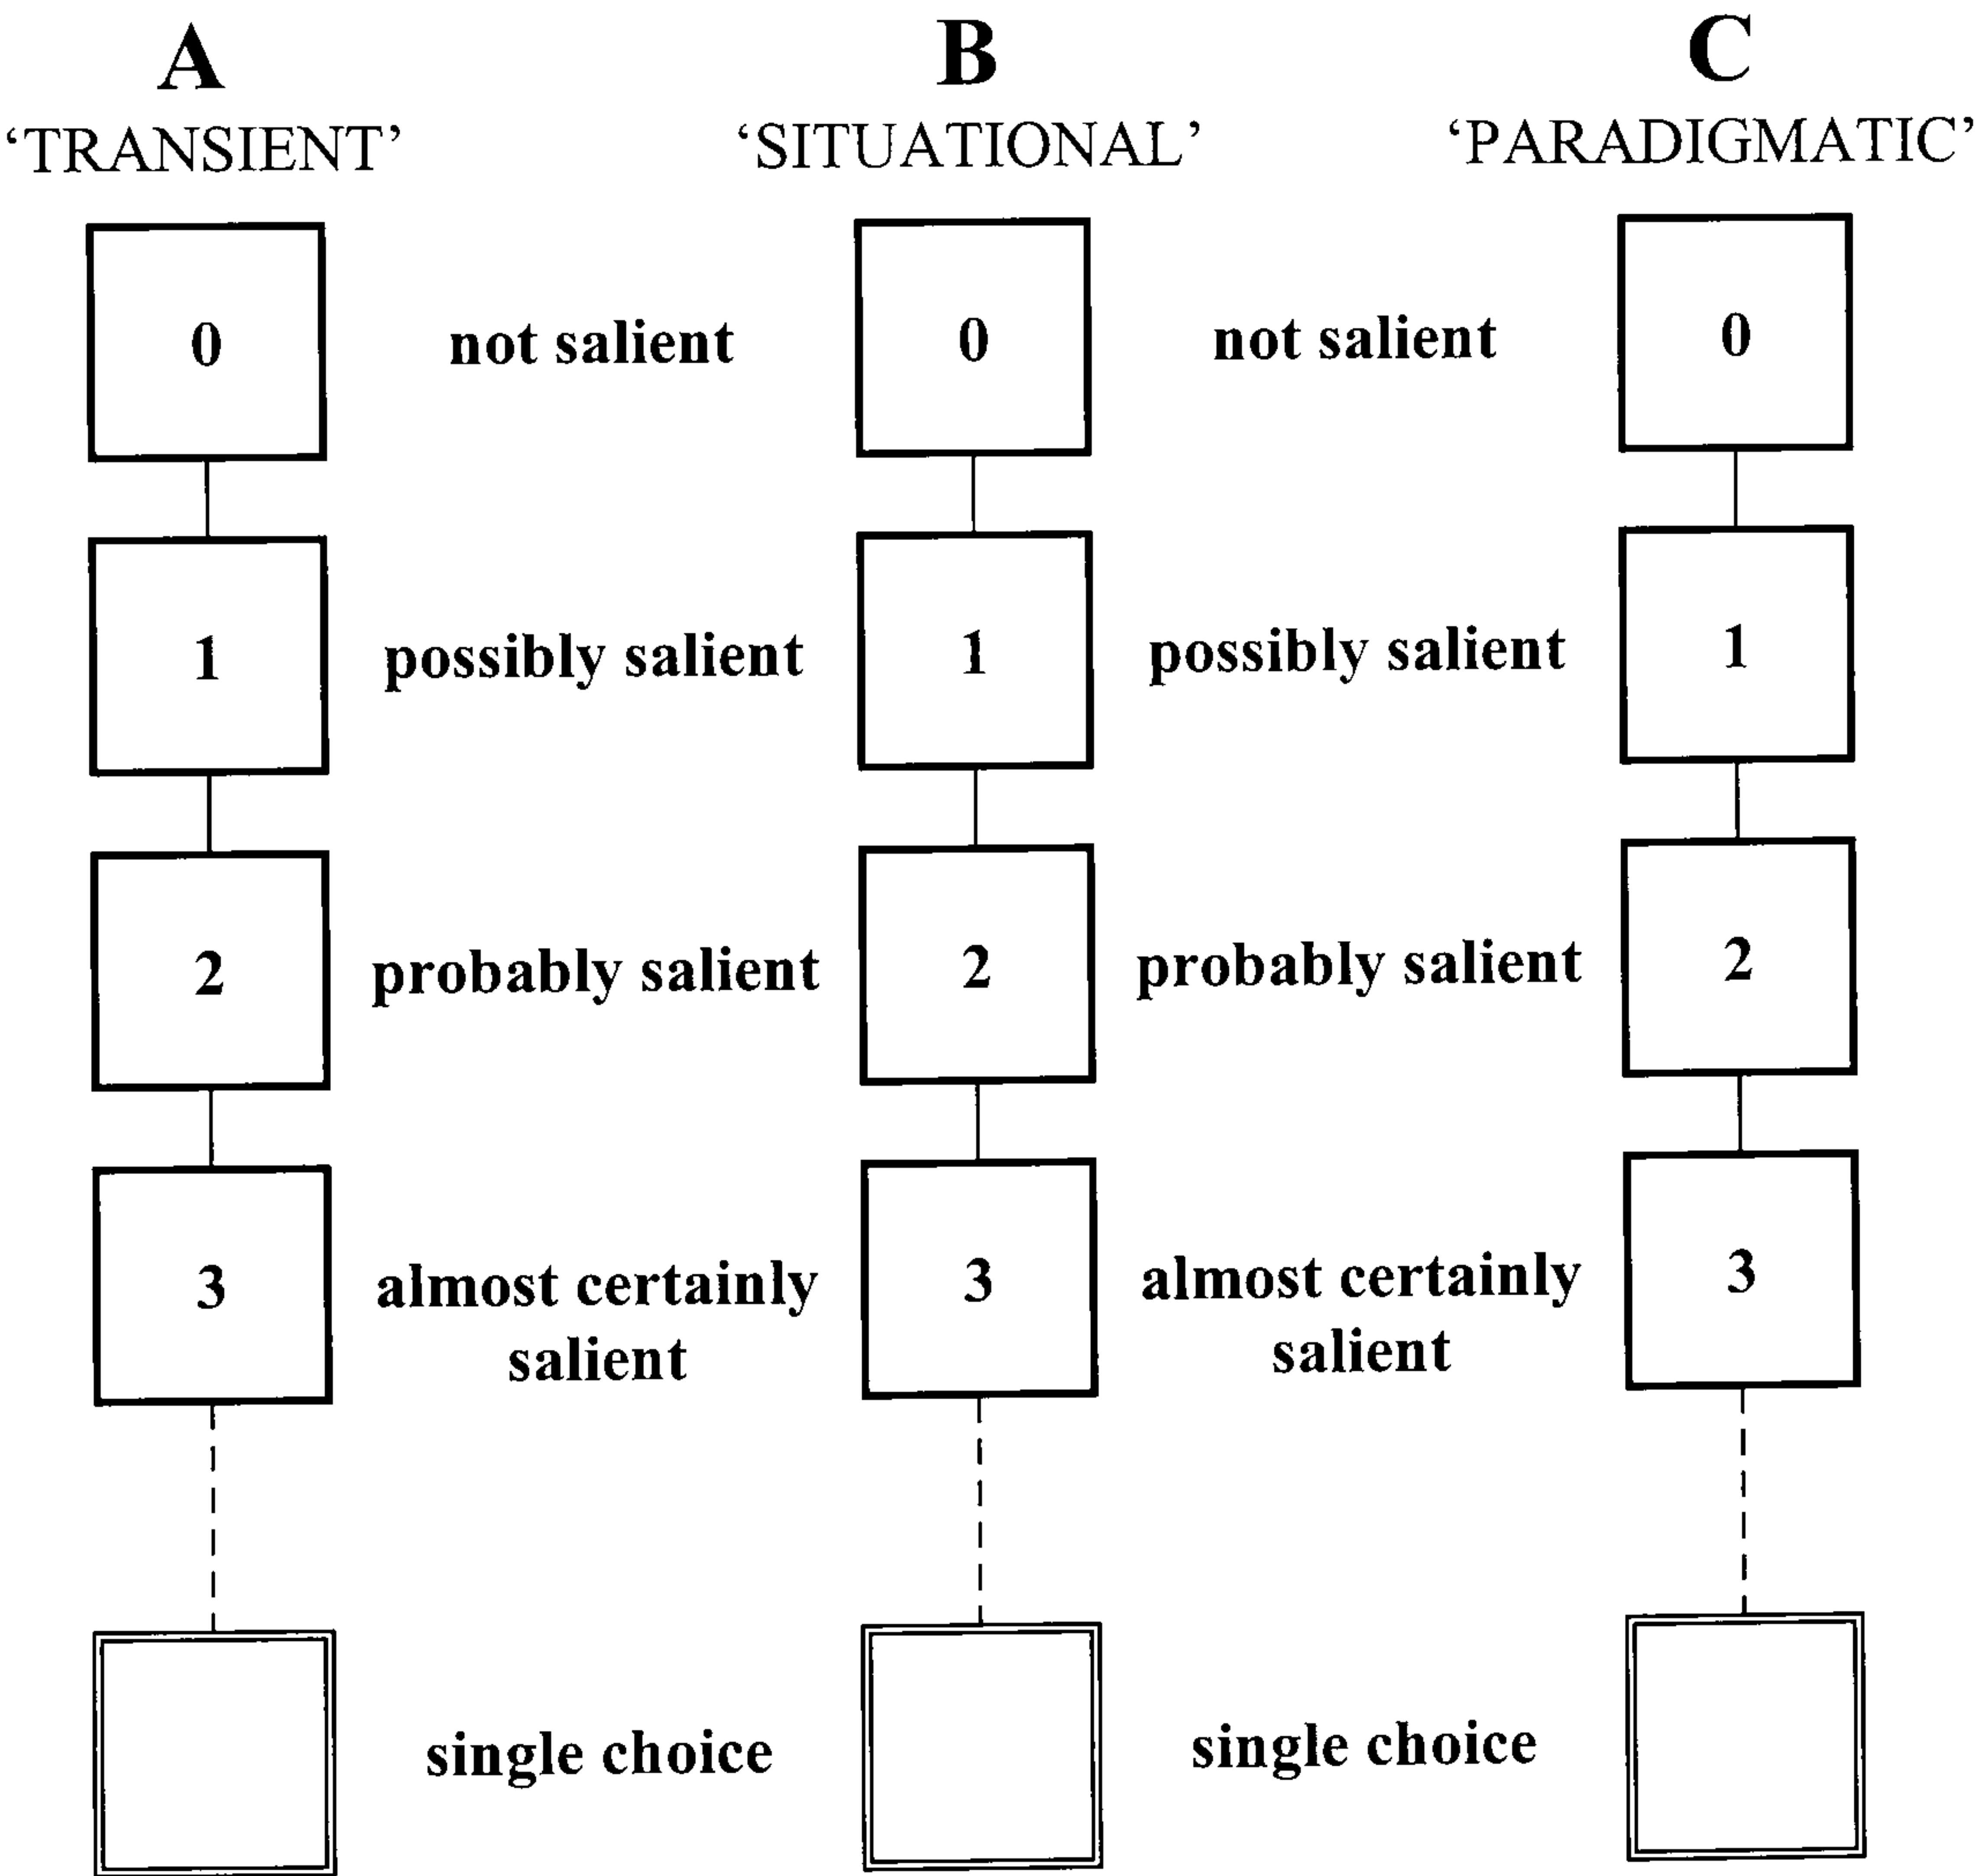 A B C
‘TRANSIENT’ ‘SITUATIONAL’ ‘PARADIGMATIC’
0 not salient 0 not salient 0
1 possibly salient 1 possibly salient 1
2 probably salient 2 probably salient 2
3 almost certainly 3 almost certainly 3
salient salient
single choice single choice